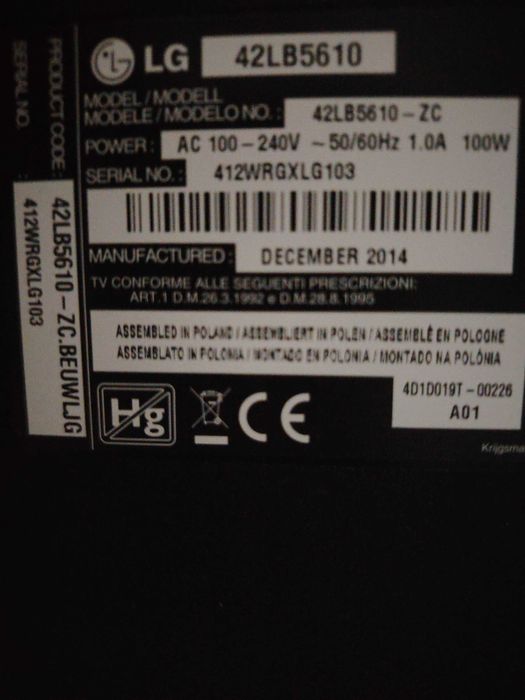 LG 42LB5610
MODEL / MODELL
MODELE / MODELO NO. : 42LB5610-ZC
POWER : AC 100-240V ~50/60Hz 1.0A 100W
SERIAL NO. : 412WRGXLG103
MANUFACTURED : DECEMBER 2014
TV CONFORME ALLE SEGUENTI PRESCRIZIONI:
ART.1 D.M.26.3.1992 e D.M.28.8.1995
ASSEMBLED IN POLAND / ASSEMBLIERT IN POLEN / ASSEMBLÉ EN POLOGNE
ASSEMBLATO IN POLONIA / MONTADO EN POLONIA / MONTADO NA POLÓNIA
4D1D019T-00226
A01
Hg
CE
Krijgsma
PRODUCT CODE : 42LB5610-ZC.BEUWLJG
SERIAL NO. : 412WRGXLG103